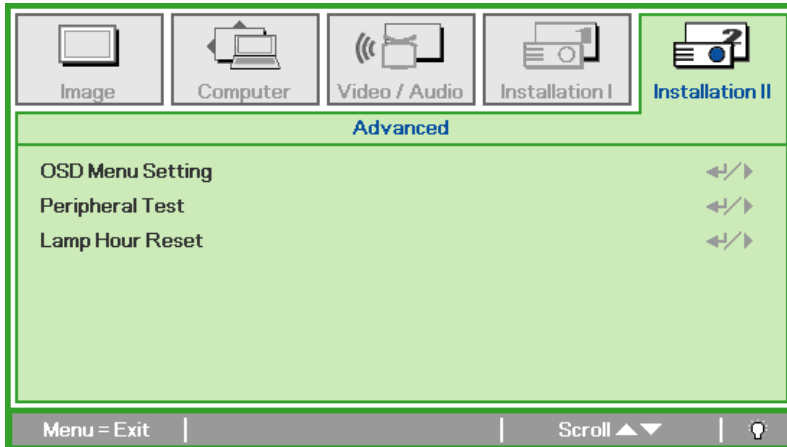 Image Computer Video / Audio Installation I Installation II
Advanced
OSD Menu Setting
Peripheral Test
Lamp Hour Reset
Menu = Exit Scroll